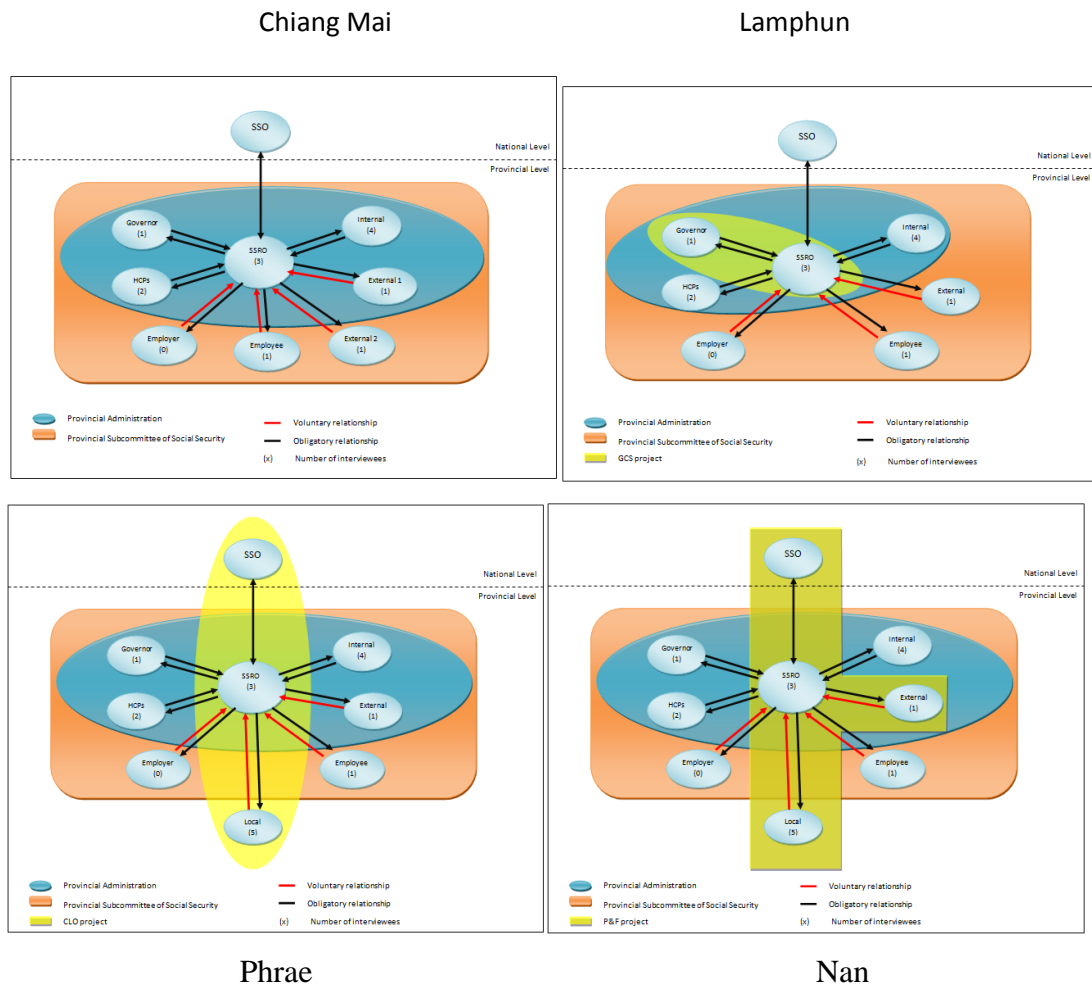 Chiang Mai
Lamphun
SSO
National Level
Provincial Level
Governor
(1)
Internal
(4)
SSRO
(3)
HCPs
(2)
External 1
(1)
Employer
(0)
Employee
(1)
External 2
(1)
Provincial Administration
Voluntary relationship
Provincial Subcommittee of Social Security
Obligatory relationship
(x) Number of interviewees
SSO
National Level
Provincial Level
Governor
(1)
Internal
(4)
SSRO
(3)
HCPs
(2)
External
(1)
Employer
(0)
Employee
(1)
Provincial Administration
Voluntary relationship
Provincial Subcommittee of Social Security
Obligatory relationship
GCS project
(x) Number of interviewees
SSO
National Level
Provincial Level
Governor
(1)
Internal
(4)
SSRO
(3)
HCPs
(2)
External
(1)
Employer
(0)
Employee
(1)
Local
(5)
Provincial Administration
Voluntary relationship
Provincial Subcommittee of Social Security
Obligatory relationship
CLO project
(x) Number of interviewees
SSO
National Level
Provincial Level
Governor
(1)
Internal
(4)
SSRO
(3)
HCPs
(2)
External
(1)
Employer
(0)
Employee
(1)
Local
(5)
Provincial Administration
Voluntary relationship
Provincial Subcommittee of Social Security
Obligatory relationship
P&F project
(x) Number of interviewees
Phrae
Nan